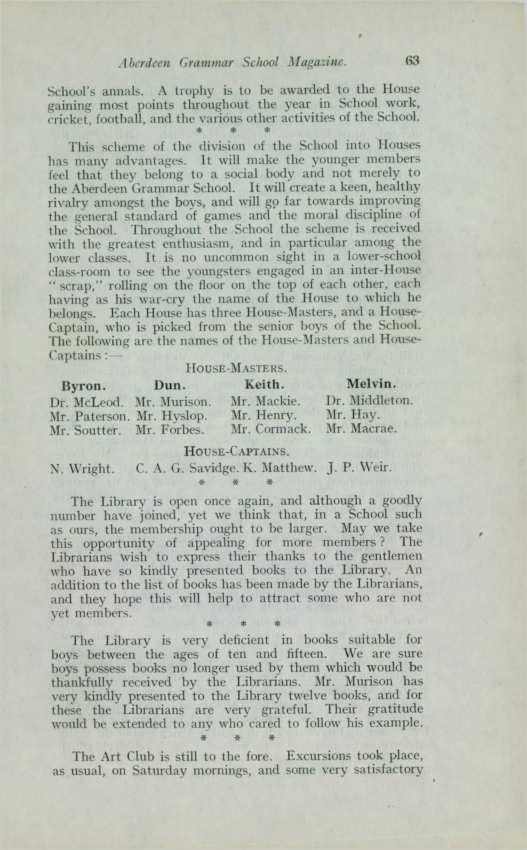 Aberdeen Grammar School Magazine. 63
School's annals. A trophy is to be awarded to the House
gaining most points throughout the year in School work,
cricket, football, and the various other activities of the School.
* * *
This scheme of the division of the School into Houses
has many advantages. It will make the younger members
feel that they belong to a social body and not merely to
the Aberdeen Grammar School. It will create a keen, healthy
rivalry amongst the boys, and will go far towards improving
the general standard of games and the moral discipline of
the School. Throughout the School the scheme is received
with the greatest enthusiasm, and in particular among the
lower classes. It is no uncommon sight in a lower-school
class-room to see the youngsters engaged in an inter-House
" scrap," rolling on the floor on the top of each other, each
having as his war-cry the name of the House to which he
belongs. Each House has three House-Masters, and a House-
Captain, who is picked from the senior boys of the School.
The following are the names of the House-Masters and House-
Captains :—
House-Masters.
Byron. Dun. Keith. Melvin.
Dr. McLeod. Mr. Murison. Mr. Mackie. Dr. Middleton.
Mr. Paterson. Mr. Hyslop. Mr. Henry. Mr. Hay.
Mr. Soutter. Mr. Forbes. Mr. Cormack. Mr. Macrae.
House-Captains.
N. Wright. C. A. G. Savidge. K. Matthew. J. P. Weir.
* * *
The Library is open once again, and although a goodly
number have joined, yet we think that, in a School such
as ours, the membership ought to be larger. May we take
this opportunity of appealing for more members ? The
Librarians wish to express their thanks to the gentlemen
who have so kindly presented books to the Library. An
addition to the list of books has been made by the Librarians,
and they hope this will help to attract some who are not
yet members.
* * *
The Library is very deficient in books suitable for
boys between the ages of ten and fifteen. We are sure
boys possess books no longer used by them which would be
thankfully received by the Librarians. Mr. Murison has
very kindly presented to the Library twelve books, and for
these the Librarians are very grateful. Their gratitude
would be extended to any who cared to follow his example.
* * *
The Art Club is still to the fore. Excursions took place,
as usual, on Saturday mornings, and some very satisfactory